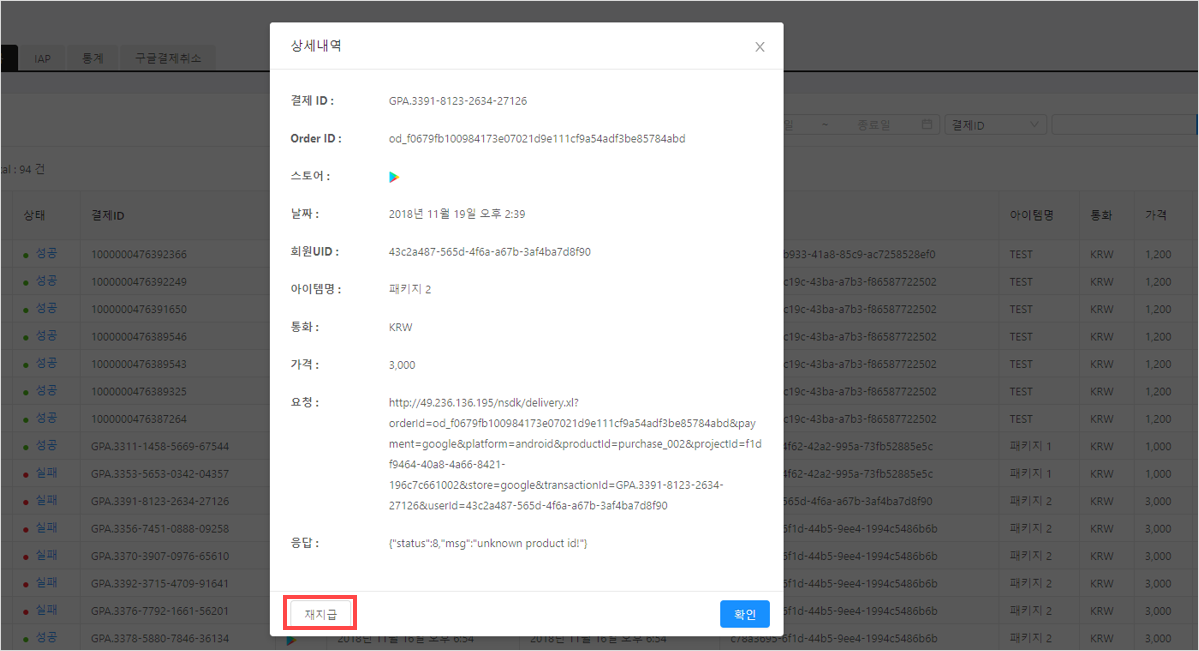 상세내역
결제 ID : GPA.3391-8123-2634-27126
Order ID : od_f0679fb100984173e07021d9e111cf9a54adf3be85784abd
스토어 :
날짜 : 2018년 11월 19일 오후 2:39
회원UID : 43c2a487-565d-4f6a-a67b-3af4ba7d8f90
아이템명 : 패키지 2
통화 : KRW
가격 : 3,000
요청 : http://49.236.136.195/nsdk/delivery.xl?
orderId=od_f0679fb100984173e07021d9e111cf9a54adf3be85784abd&pay
ment=google&platform=android&productId=purchase_002&projectId=f1d
f9464-40a8-4a66-8421-
196c7c661002&store=google&transactionId=GPA.3391-8123-2634-
27126&userId=43c2a487-565d-4f6a-a67b-3af4ba7d8f90
응답 : {"status":8,"msg":"unknown product id!"}
재지급 확인
IAP 통계 구글결제취소
일 ~ 종료일 결제ID
tal : 94 건
상태 결제ID 아이템명 통화 가격
성공 1000000476392366 b933-41a8-85c9-ac7258528ef0 TEST KRW 1,200
성공 1000000476392249 c19c-43ba-a7b3-f86587722502 TEST KRW 1,200
성공 1000000476391650 c19c-43ba-a7b3-f86587722502 TEST KRW 1,200
성공 1000000476389546 c19c-43ba-a7b3-f86587722502 TEST KRW 1,200
성공 1000000476389543 c19c-43ba-a7b3-f86587722502 TEST KRW 1,200
성공 1000000476389325 c19c-43ba-a7b3-f86587722502 TEST KRW 1,200
성공 1000000476387264 c19c-43ba-a7b3-f86587722502 TEST KRW 1,200
성공 GPA.3311-1458-5669-67544 4f62-42a2-995a-73fb52885e5c 패키지 1 KRW 1,000
실패 GPA.3353-5653-0342-04357 4f62-42a2-995a-73fb52885e5c 패키지 1 KRW 1,000
실패 GPA.3391-8123-2634-27126 565d-4f6a-a67b-3af4ba7d8f90 패키지 2 KRW 3,000
실패 GPA.3356-7451-0888-09258 6f1d-44b5-9ee4-1994c5486b6b 패키지 2 KRW 3,000
실패 GPA.3370-3907-0976-65610 6f1d-44b5-9ee4-1994c5486b6b 패키지 2 KRW 3,000
실패 GPA.3392-3715-4709-91641 6f1d-44b5-9ee4-1994c5486b6b 패키지 2 KRW 3,000
실패 GPA.3376-7792-1661-56201 6f1d-44b5-9ee4-1994c5486b6b 패키지 2 KRW 3,000
성공 GPA.3378-5880-7846-36134 2018년 11월 16일 오후 6:54 2018년 11월 16일 오후 6:54 c78a3695-6f1d-44b5-9ee4-1994c5486b6b 패키지 2 KRW 3,000